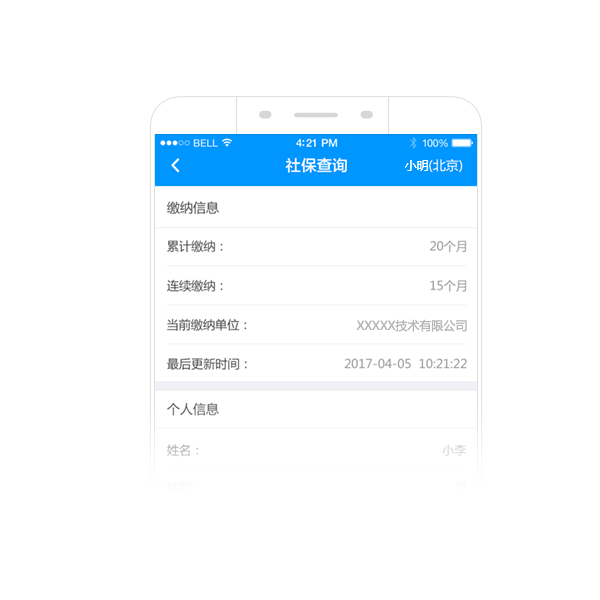 BELL 4:21 PM 100%
社保查询 小明(北京)
缴纳信息
累计缴纳： 20个月
连续缴纳： 15个月
当前缴纳单位： XXXXX技术有限公司
最后更新时间： 2017-04-05 10:21:22
个人信息
姓名： 小李